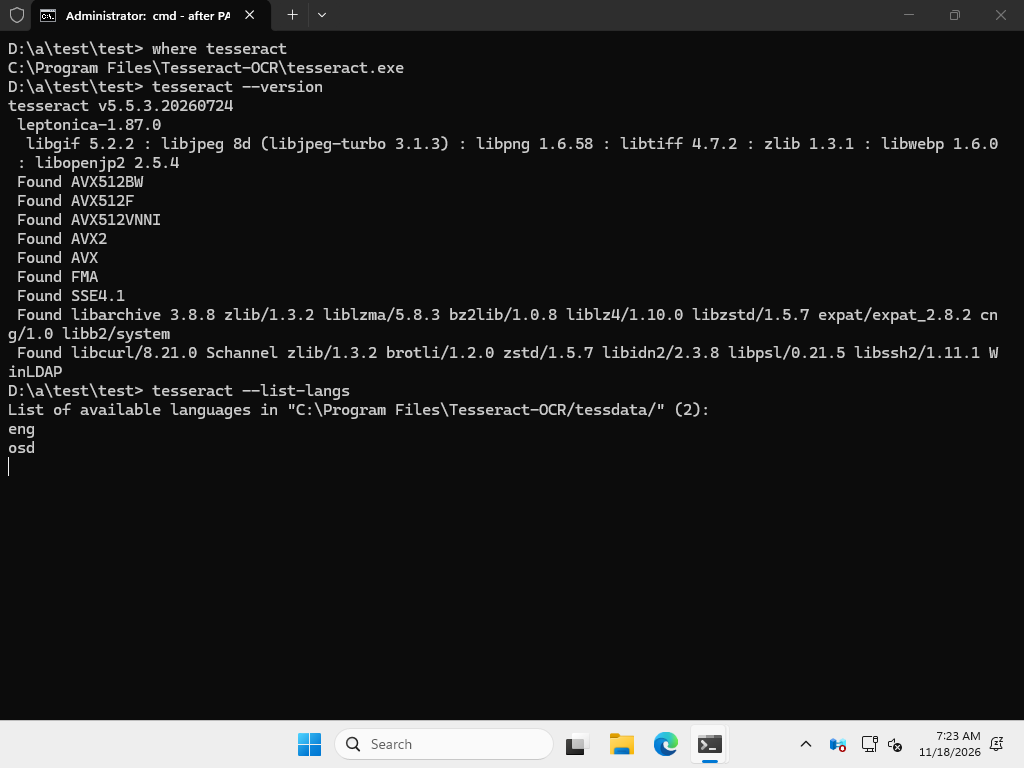 Administrator: cmd - after PA
D:\a\test\test> where tesseract
C:\Program Files\Tesseract-OCR\tesseract.exe
D:\a\test\test> tesseract --version
tesseract v5.5.3.20260724
 leptonica-1.87.0
  libgif 5.2.2 : libjpeg 8d (libjpeg-turbo 3.1.3) : libpng 1.6.58 : libtiff 4.7.2 : zlib 1.3.1 : libwebp 1.6.0
 : libopenjp2 2.5.4
 Found AVX512BW
 Found AVX512F
 Found AVX512VNNI
 Found AVX2
 Found AVX
 Found FMA
 Found SSE4.1
 Found libarchive 3.8.8 zlib/1.3.2 liblzma/5.8.3 bz2lib/1.0.8 liblz4/1.10.0 libzstd/1.5.7 expat/expat_2.8.2 cn
g/1.0 libb2/system
 Found libcurl/8.21.0 Schannel zlib/1.3.2 brotli/1.2.0 zstd/1.5.7 libidn2/2.3.8 libpsl/0.21.5 libssh2/1.11.1 W
inLDAP
D:\a\test\test> tesseract --list-langs
List of available languages in "C:\Program Files\Tesseract-OCR/tessdata/" (2):
eng
osd
Search
7:23 AM
11/18/2026